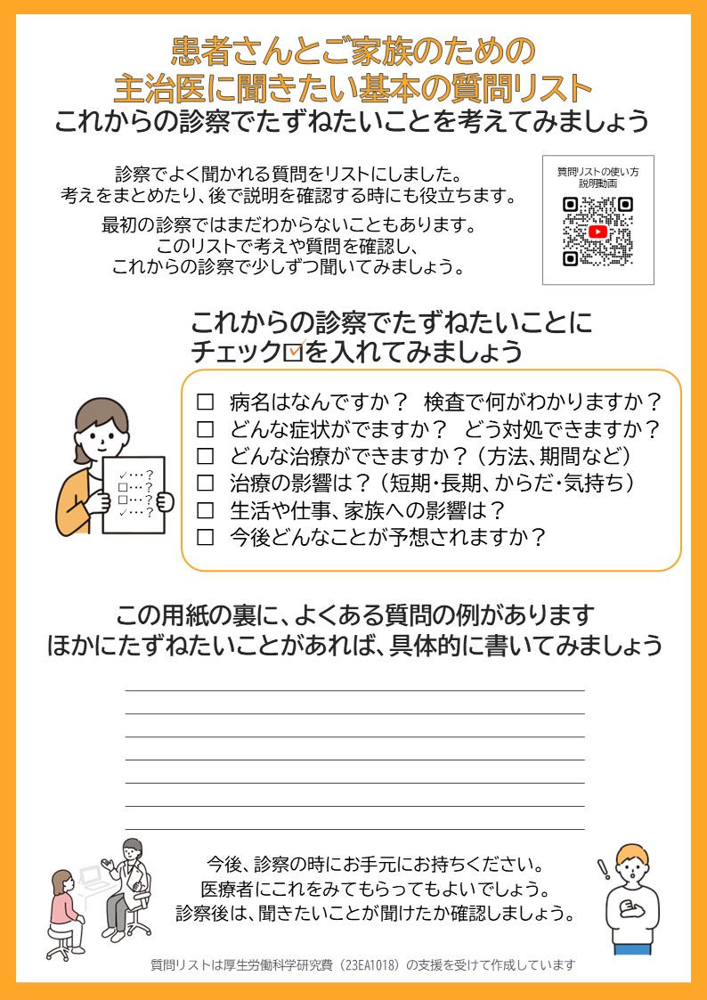 患者さんとご家族のための
主治医に聞きたい基本の質問リスト
これからの診察でたずねたいことを考えてみましょう
診察でよく聞かれる質問をリストにしました。
考えをまとめたり、後で説明を確認する時にも役立ちます。
最初の診察ではまだわからないこともあります。
このリストで考えや質問を確認し、
これからの診察で少しずつ聞いてみましょう。
質問リストの使い方
説明動画
これからの診察でたずねたいことに
チェック☑を入れてみましょう
✓･･･？
□･･･？
□･･･？
✓･･･？
□ 病名はなんですか？ 検査で何がわかりますか？
□ どんな症状がでますか？ どう対処できますか？
□ どんな治療ができますか？（方法、期間など）
□ 治療の影響は？（短期・長期、からだ・気持ち）
□ 生活や仕事、家族への影響は？
□ 今後どんなことが予想されますか？
この用紙の裏に、よくある質問の例があります
ほかにたずねたいことがあれば、具体的に書いてみましょう
今後、診察の時にお手元にお持ちください。
医療者にこれをみてもらってもよいでしょう。
診察後は、聞きたいことが聞けたか確認しましょう。
質問リストは厚生労働科学研究費（23EA1018）の支援を受けて作成しています